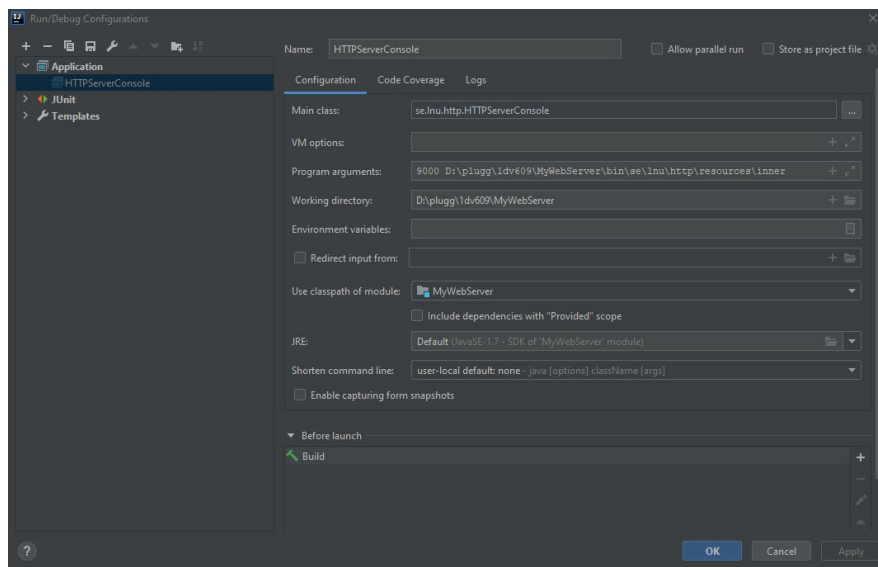 Run/Debug Configurations
Name: HTTPServerConsole Allow parallel run Store as project file
Application
HTTPServerConsole
JUnit
Templates
Configuration Code Coverage Logs
Main class: se.lnu.http.HTTPServerConsole ...
VM options:
Program arguments: 9000 D:\plugg\1dv609\MyWebServer\bin\se\lnu\http\resources\inner
Working directory: D:\plugg\1dv609\MyWebServer
Environment variables:
Redirect input from:
Use classpath of module: MyWebServer
Include dependencies with "Provided" scope
JRE: Default (JavaSE-1.7 - SDK of 'MyWebServer' module)
Shorten command line: user-local default: none - java [options] className [args]
Enable capturing form snapshots
Before launch
Build
? OK Cancel Apply